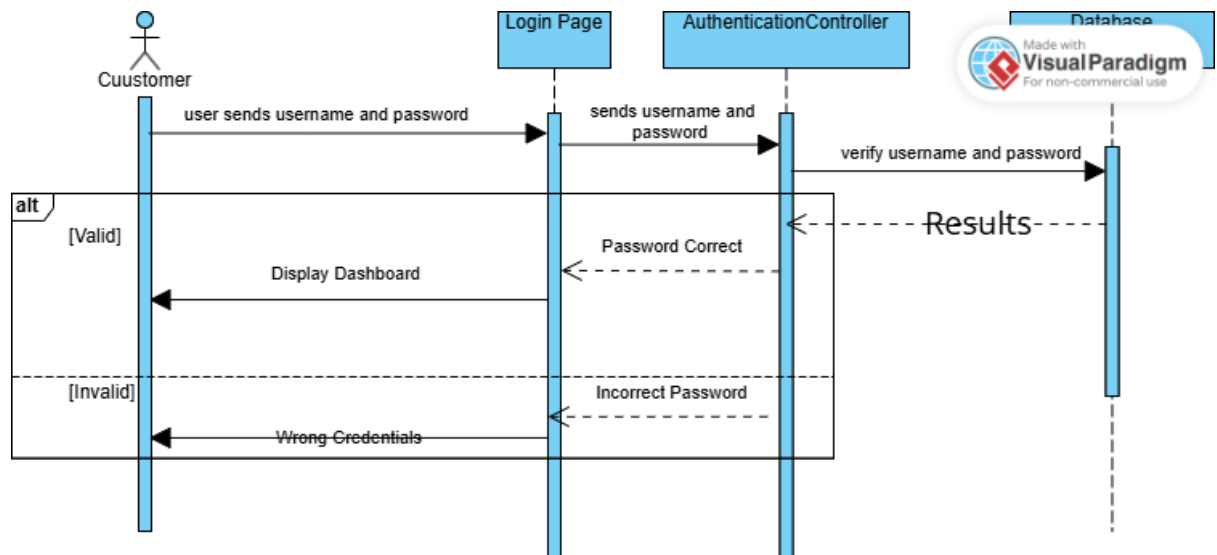 Login Page
AuthenticationController
Database
Made with
Visual Paradigm
For non-commercial use
Cuustomer
user sends username and password
sends username and
password
verify username and password
alt
[Valid]
Results
Password Correct
Display Dashboard
[Invalid]
Incorrect Password
Wrong Credentials